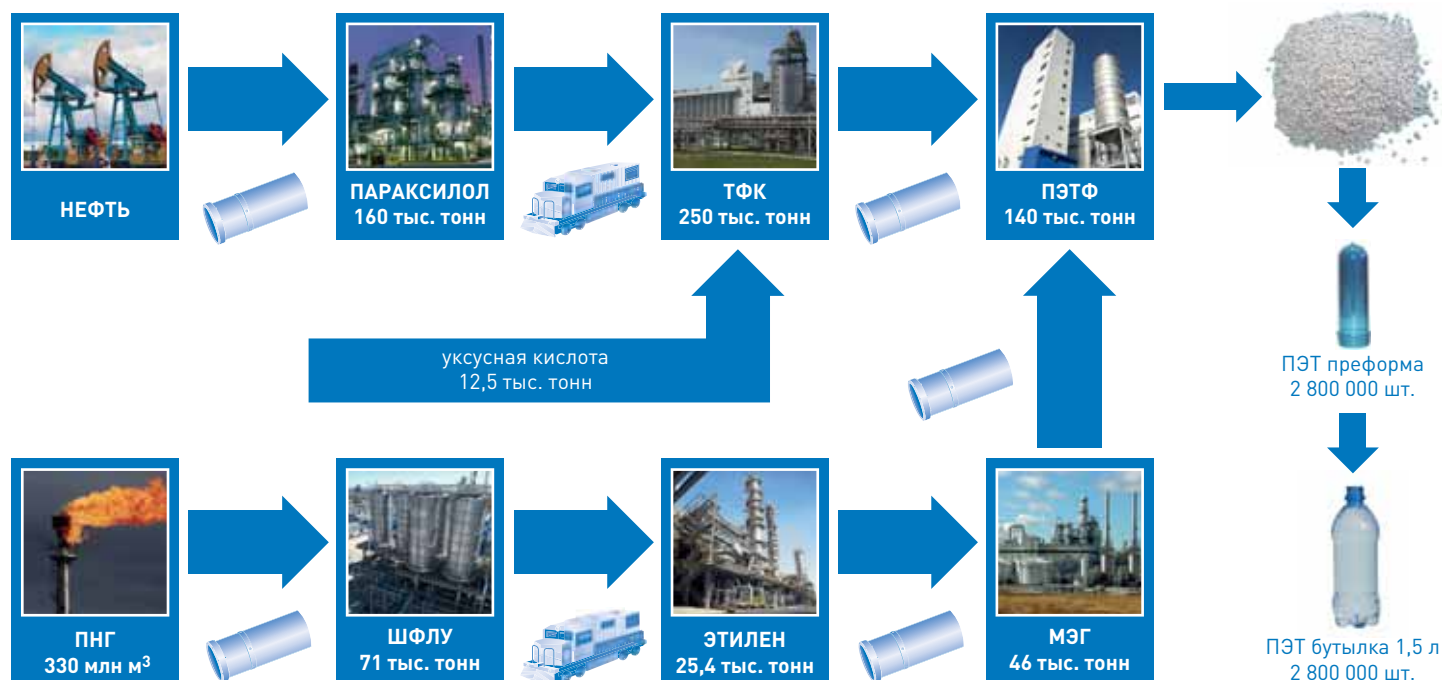 НЕФТЬ
ПАРАКСИЛОЛ
160 тыс. тонн
ТФК
250 тыс. тонн
ПЭТФ
140 тыс. тонн
уксусная кислота
12,5 тыс. тонн
ПЭТ преформа
2 800 000 шт.
ПНГ
330 млн м³
ШФЛУ
71 тыс. тонн
ЭТИЛЕН
25,4 тыс. тонн
МЭГ
46 тыс. тонн
ПЭТ бутылка 1,5 л
2 800 000 шт.